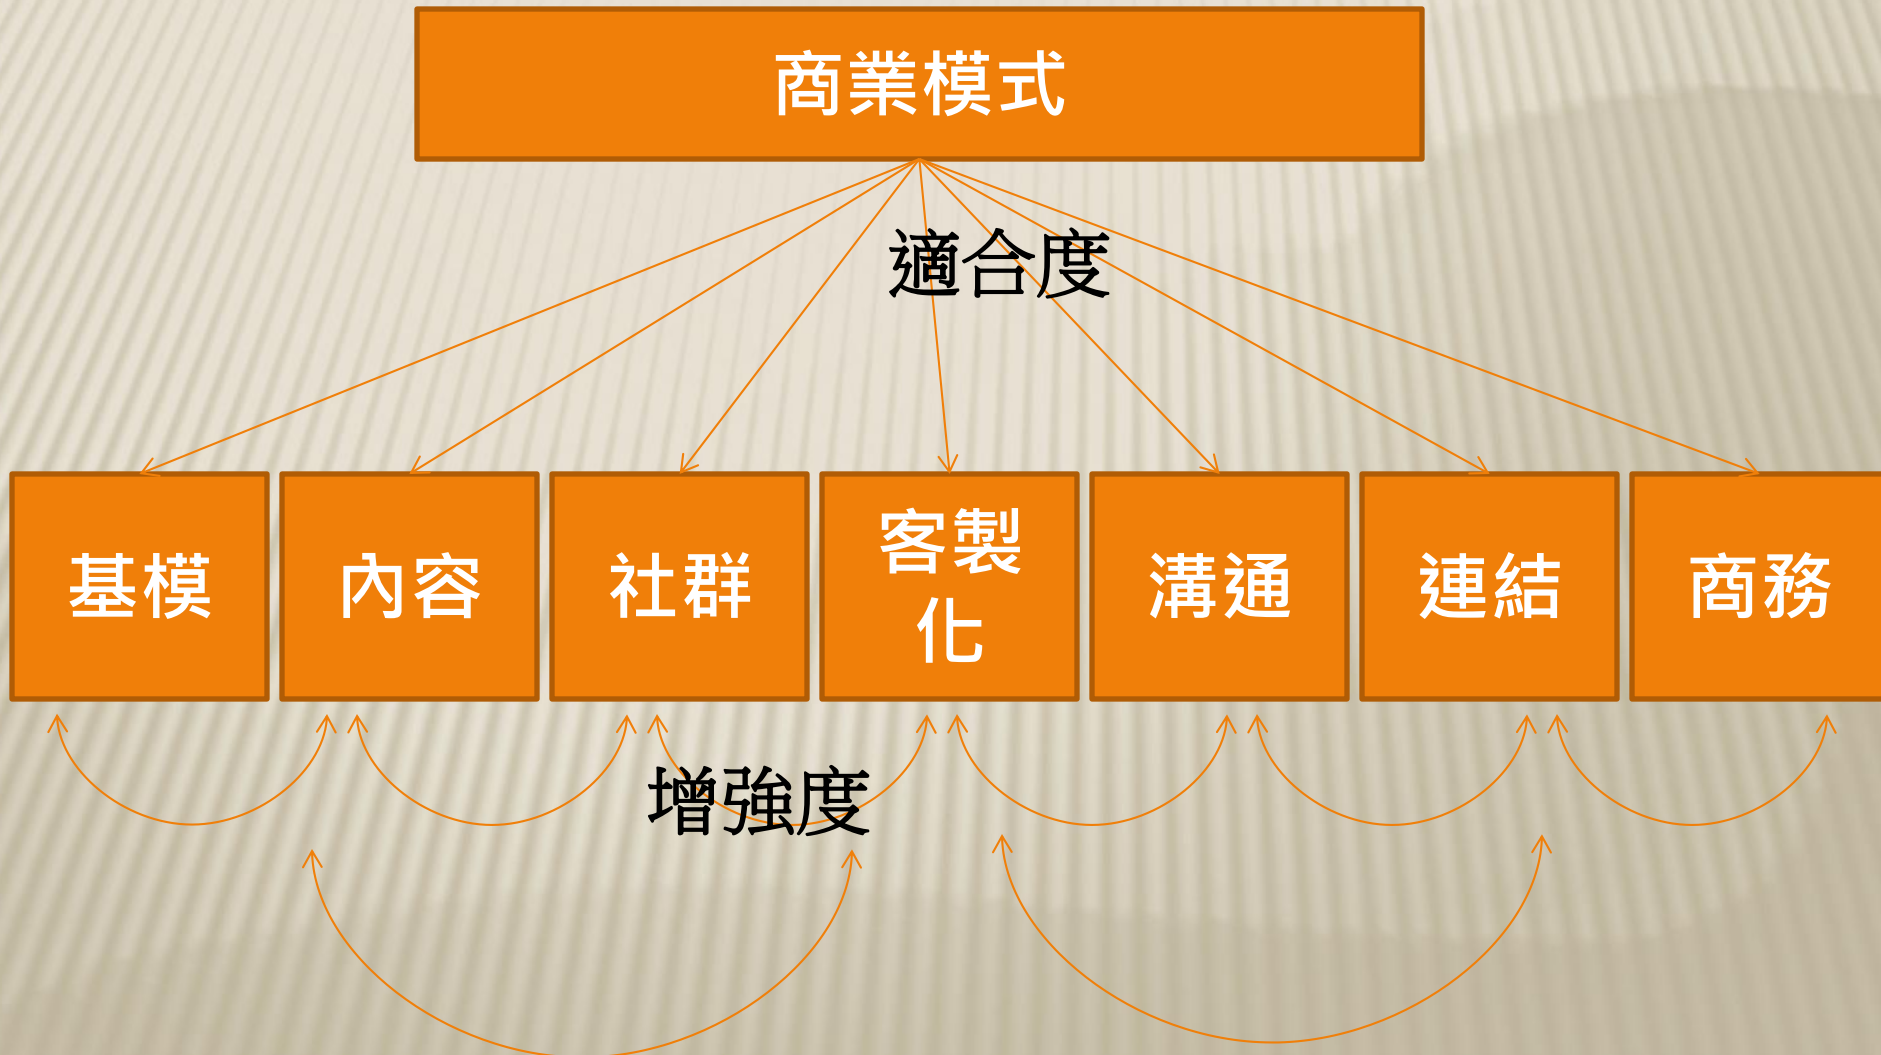 商業模式
適合度
基模
內容
社群
客製
化
溝通
連結
商務
增強度